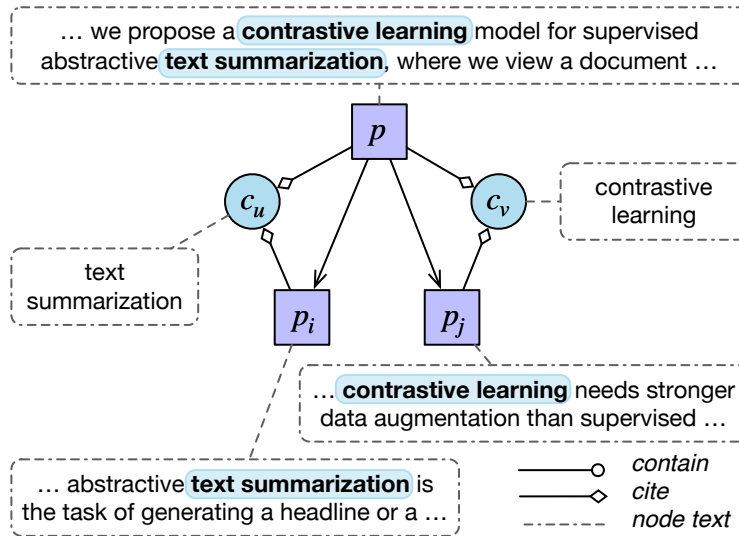 … we propose a contrastive learning model for supervised
abstractive text summarization, where we view a document …
p
c_u
c_v
contrastive
learning
text
summarization
p_i
p_j
… contrastive learning needs stronger
data augmentation than supervised …
… abstractive text summarization is
the task of generating a headline or a …
contain
cite
node text